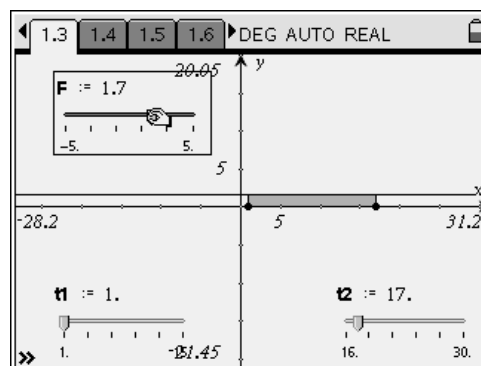 1.3 1.4 1.5 1.6 DEG AUTO REAL
20.05 y
F := 1.7
-5. 5.
5
x
-28.2 5 31.2
t1 := 1. t2 := 17.
1. 16. 30.